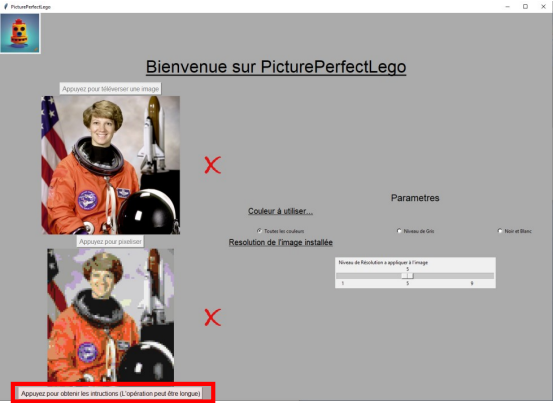 PicturePerfectLego
Bienvenue sur PicturePerfectLego
Appuyez pour téléverser une image
Parametres
Couleur à utiliser...
Toutes les couleurs
Niveau de Gris
Noir et Blanc
Appuyez pour pixeliser
Resolution de l'image installée
Niveau de Résolution a appliquer à l'image
5
1 5 9
Appuyez pour obtenir les intructions (L'opération peut être longue)